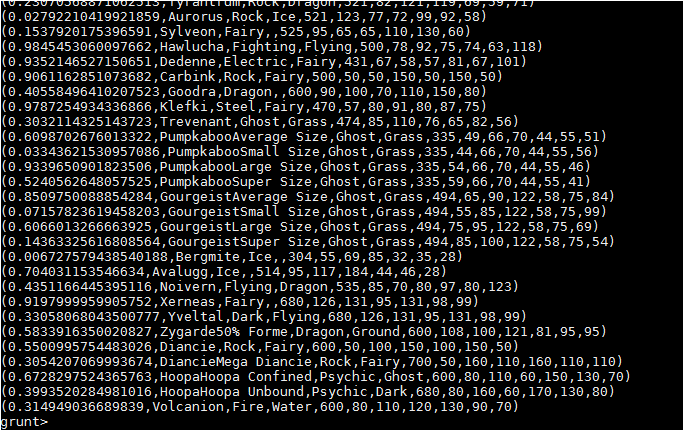 (0.2307056887106 2513,Tyrantrum,Rock,Dragon,521,82,121,119,69,59,71)
(0.02792210419921859,Aurorus,Rock,Ice,521,123,77,72,99,92,58)
(0.1537920175396591,Sylveon,Fairy,,525,95,65,65,110,130,60)
(0.9845453060097662,Hawlucha,Fighting,Flying,500,78,92,75,74,63,118)
(0.9352146527150651,Dedenne,Electric,Fairy,431,67,58,57,81,67,101)
(0.9061162851073682,Carbink,Rock,Fairy,500,50,50,150,50,150,50)
(0.40558496410207523,Goodra,Dragon,,600,90,100,70,110,150,80)
(0.9787254934336866,Klefki,Steel,Fairy,470,57,80,91,80,87,75)
(0.3032114325143723,Trevenant,Ghost,Grass,474,85,110,76,65,82,56)
(0.6098702676013322,PumpkabooAverage Size,Ghost,Grass,335,49,66,70,44,55,51)
(0.03343621530957086,PumpkabooSmall Size,Ghost,Grass,335,44,66,70,44,55,56)
(0.9339650901823506,PumpkabooLarge Size,Ghost,Grass,335,54,66,70,44,55,46)
(0.5240562648057525,PumpkabooSuper Size,Ghost,Grass,335,59,66,70,44,55,41)
(0.8509750088854284,GourgeistAverage Size,Ghost,Grass,494,65,90,122,58,75,84)
(0.07157823619458203,GourgeistSmall Size,Ghost,Grass,494,55,85,122,58,75,99)
(0.6066013266663925,GourgeistLarge Size,Ghost,Grass,494,75,95,122,58,75,69)
(0.14363325616808564,GourgeistSuper Size,Ghost,Grass,494,85,100,122,58,75,54)
(0.006727579438540188,Bergmite,Ice,,304,55,69,85,32,35,28)
(0.704031153546634,Avalugg,Ice,,514,95,117,184,44,46,28)
(0.4351166445395116,Noivern,Flying,Dragon,535,85,70,80,97,80,123)
(0.9197999959905752,Xerneas,Fairy,,680,126,131,95,131,98,99)
(0.33058068043500777,Yveltal,Dark,Flying,680,126,131,95,131,98,99)
(0.5833916350020827,Zygarde50% Forme,Dragon,Ground,600,108,100,121,81,95,95)
(0.5500995754483026,Diancie,Rock,Fairy,600,50,100,150,100,150,50)
(0.3054207069993674,DiancieMega Diancie,Rock,Fairy,700,50,160,110,160,110,110)
(0.6728297524365763,HoopaHoopa Confined,Psychic,Ghost,600,80,110,60,150,130,70)
(0.3993520284981016,HoopaHoopa Unbound,Psychic,Dark,680,80,160,60,170,130,80)
(0.314949036689839,Volcanion,Fire,Water,600,80,110,120,130,90,70)
grunt>